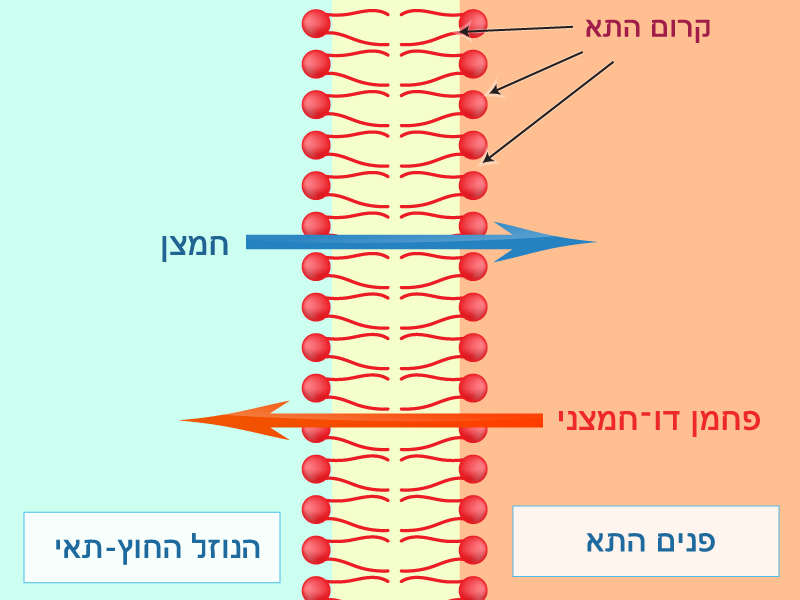 קרום התא
חמצן
פחמן דו־חמצני
פנים התא
הנוזל החוץ-תאי